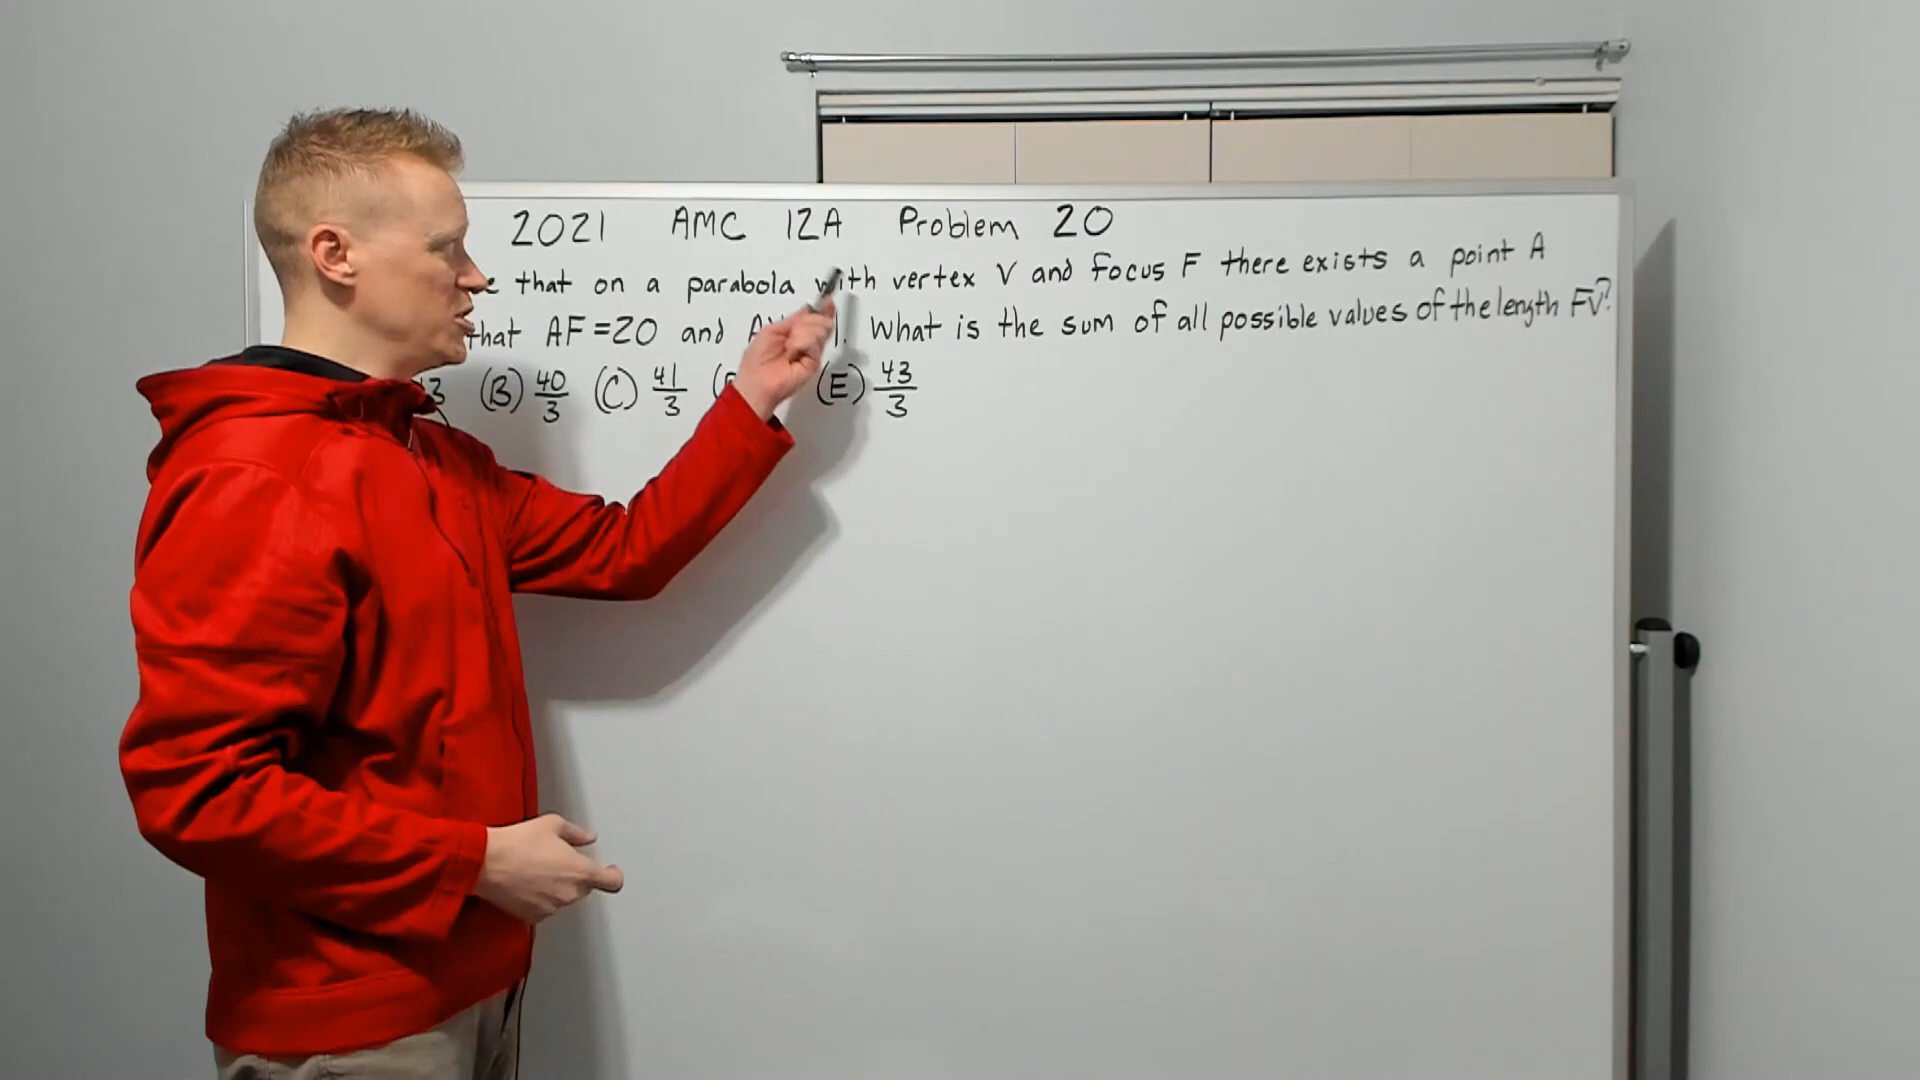 2021 AMC 12A Problem 20
that on a parabola with vertex V and focus F there exists a point A
that AF=20 and What is the sum of all possible values of the length FV?
(B) 40/3 (C) 41/3 (E) 43/3